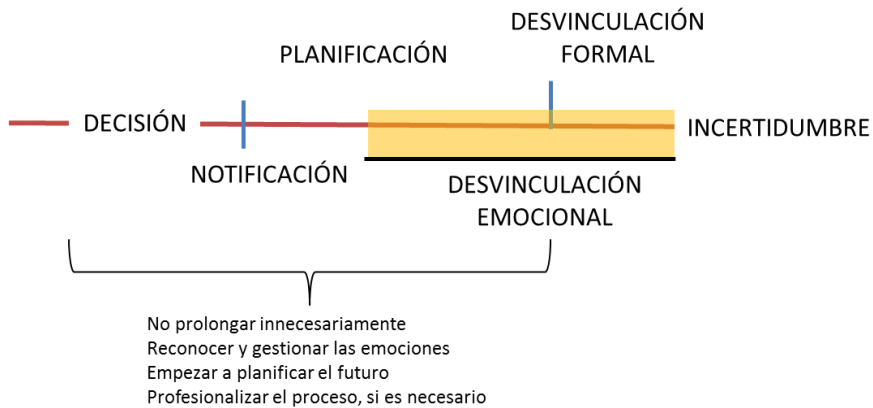 PLANIFICACIÓN
DESVINCULACIÓN
FORMAL
DECISIÓN
INCERTIDUMBRE
NOTIFICACIÓN
DESVINCULACIÓN
EMOCIONAL
No prolongar innecesariamente
Reconocer y gestionar las emociones
Empezar a planificar el futuro
Profesionalizar el proceso, si es necesario